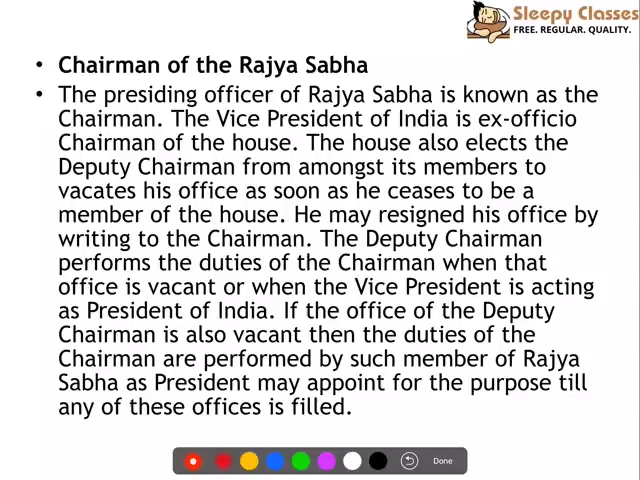 Sleepy Classes
FREE. REGULAR. QUALITY.
• Chairman of the Rajya Sabha
• The presiding officer of Rajya Sabha is known as the
Chairman. The Vice President of India is ex-officio
Chairman of the house. The house also elects the
Deputy Chairman from amongst its members to
vacates his office as soon as he ceases to be a
member of the house. He may resigned his office by
writing to the Chairman. The Deputy Chairman
performs the duties of the Chairman when that
office is vacant or when the Vice President is acting
as President of India. If the office of the Deputy
Chairman is also vacant then the duties of the
Chairman are performed by such member of Rajya
Sabha as President may appoint for the purpose till
any of these offices is filled.
Done